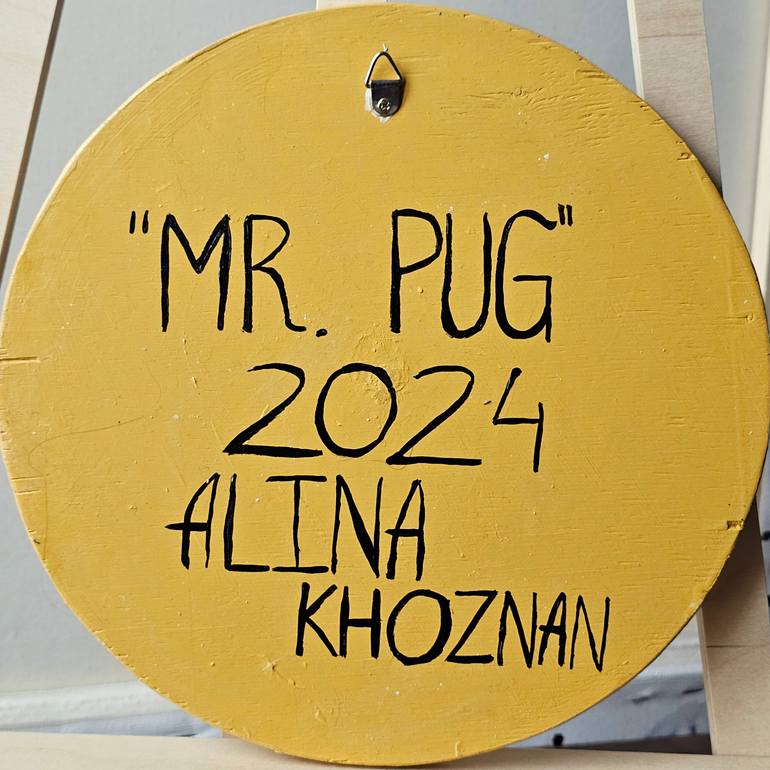 "MR. PUG"
2024
ALINA
KHOZNAN